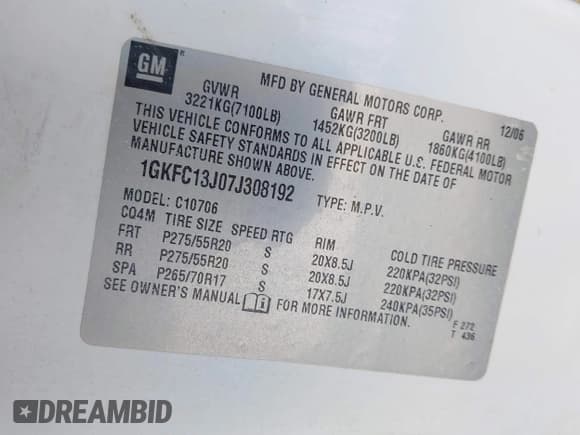 GM
®
MFD BY GENERAL MOTORS CORP. 12/06
GVWR GAWR FRT GAWR RR
3221KG(7100LB) 1452KG(3200LB) 1860KG(4100LB)
THIS VEHICLE CONFORMS TO ALL APPLICABLE U.S. FEDERAL MOTOR
VEHICLE SAFETY STANDARDS IN EFFECT ON THE DATE OF
MANUFACTURE SHOWN ABOVE.
1GKFC13J07J308192 TYPE: M.P.V.
MODEL: C10706
CQ4M TIRE SIZE SPEED RTG RIM COLD TIRE PRESSURE
FRT P275/55R20 S 20X8.5J 220KPA(32PSI)
RR P275/55R20 S 20X8.5J 220KPA(32PSI)
SPA P265/70R17 S 17X7.5J 240KPA(35PSI)
SEE OWNER'S MANUAL FOR MORE INFORMATION.
F 272
T 436
DREAMBID